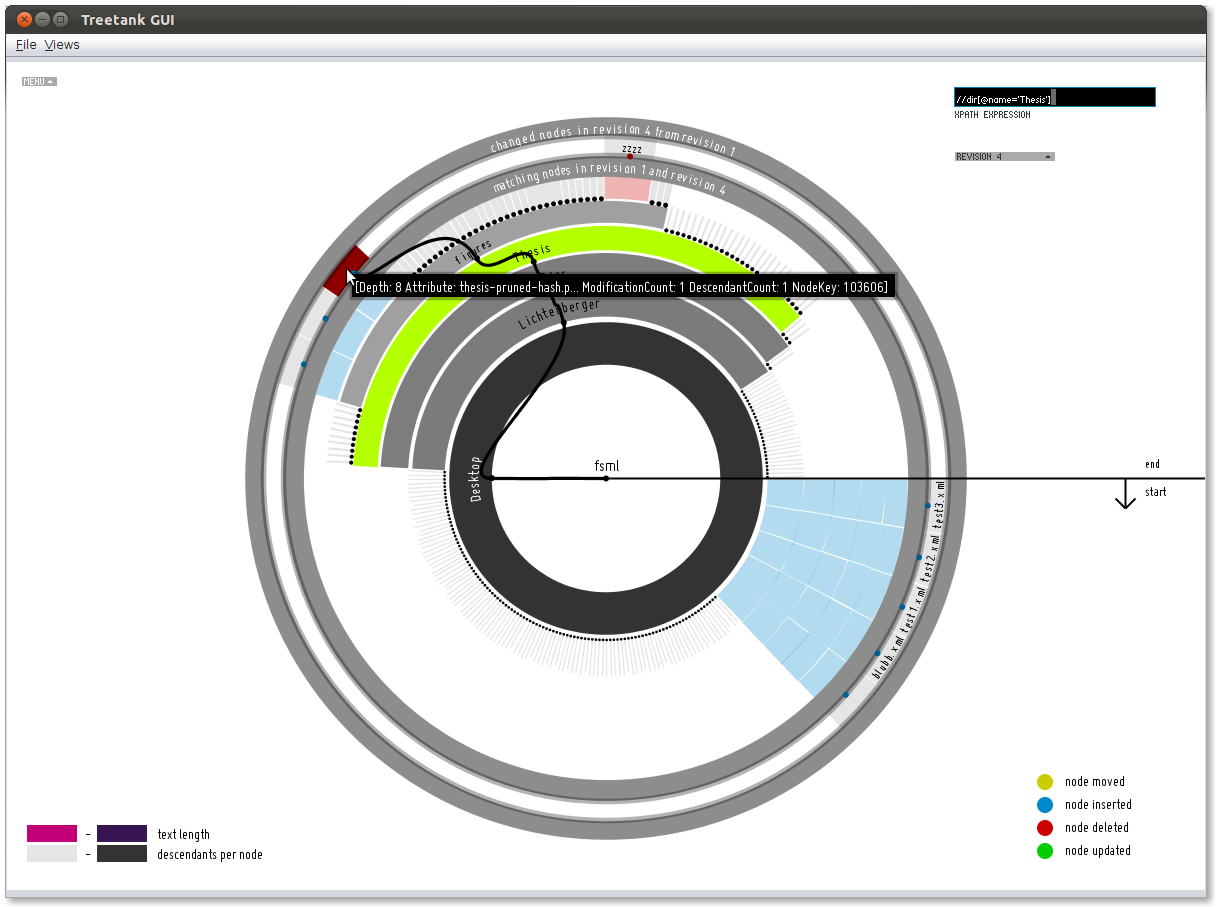 Treetank GUI
File Views
MENU
//dir[@name='Thesis']
XPATH EXPRESSION
REVISION 4
changed nodes in revision 4 from revision 1
zzzz
matching nodes in revision 1 and revision 4
figures
Thesis
[Depth: 8 Attribute: thesis-pruned-hash.p... ModificationCount: 1 DescendantCount: 1 NodeKey: 103606]
Lichtenberger
Desktop
fsml
end
start
test3.xml
test2.xml
test1.xml
blubb.xml
node moved
node inserted
node deleted
node updated
– text length
– descendants per node